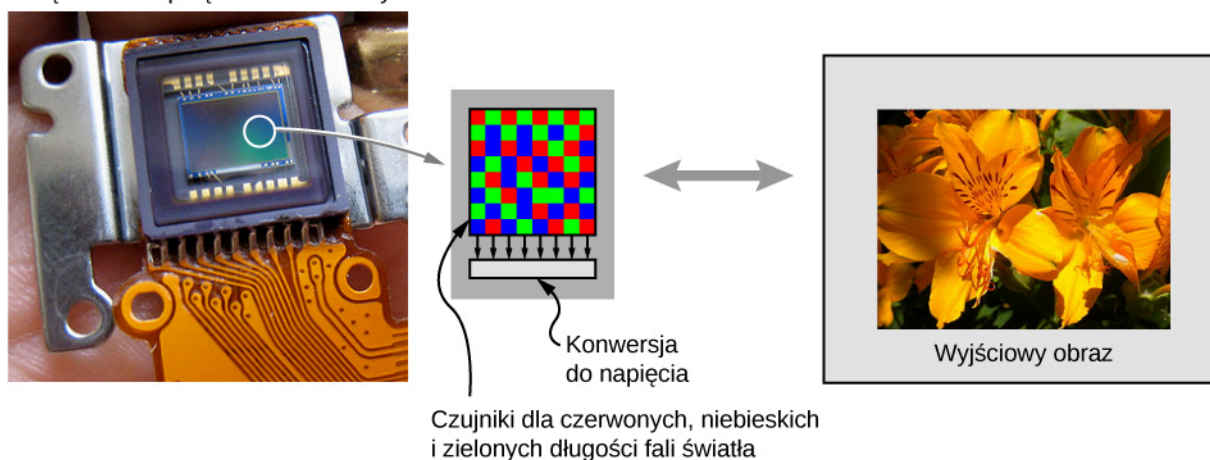 Konwersja
do napięcia
Wyjściowy obraz
Czujniki dla czerwonych, niebieskich
i zielonych długości fali światła